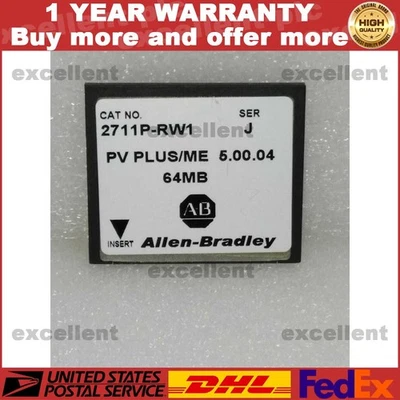 1 YEAR WARRANTY
Buy more and offer more
HIGH
QUALITY
excellent
excellent
CAT NO. SER
2711P-RW1 J
PV PLUS/ME 5.00.04
64MB
AB
INSERT Allen-Bradley
excellent
excellent
excellent
excellent
UNITED STATES
POSTAL SERVICE
DHL
FedEx